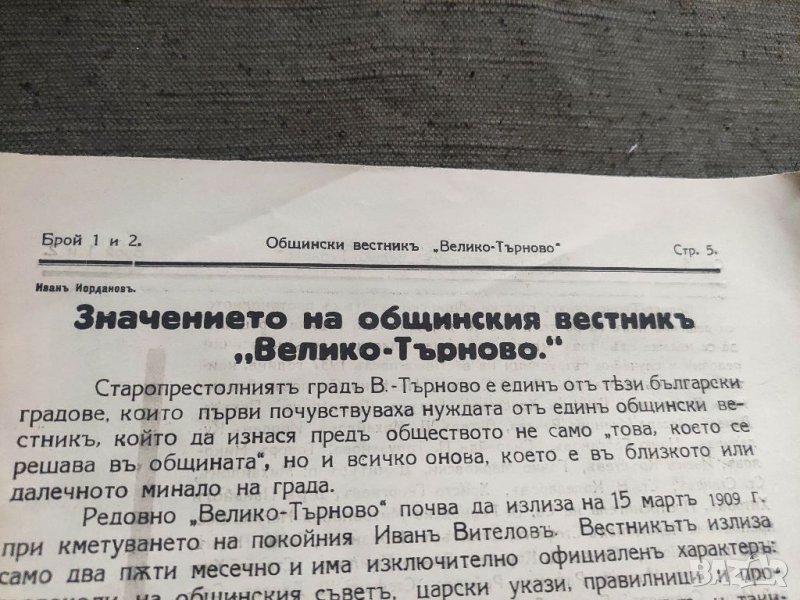 Брой 1 и 2.
Общински вестникъ „Велико-Търново“
Стр. 5.
Иванъ Иордановъ.
Значението на общинския вестникъ
„Велико-Търново.“
Старопрестолниятъ градъ В.-Търново е единъ отъ тѣзи български
градове, които първи почувствуваха нуждата отъ единъ общински ве-
стникъ, който да изнася предъ обществото не само „това, което се
решава въ общината“, но и всичко онова, което е въ близкото или
далечното минало на града.
Редовно „Велико-Търново“ почва да излиза на 15 мартъ 1909 г.
при кметуването на покойния Иванъ Вителовъ. Вестникътъ излиза
само два пѫти месечно и има изключително официаленъ характеръ:
на общинския съветъ, царски укази, правилници и про-
BAZAR